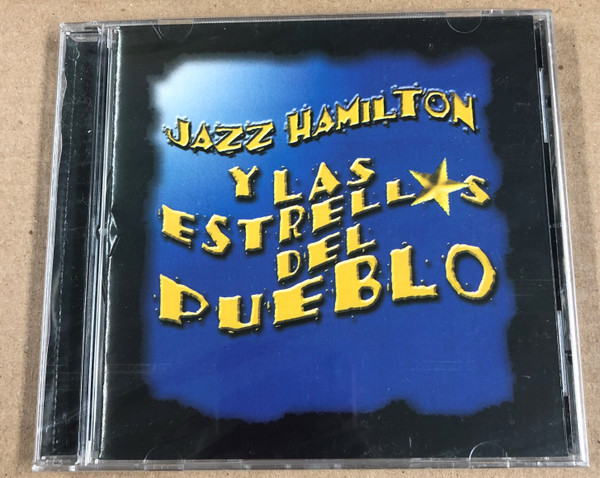 JAZZ HAMILTON
Y LAS
ESTRELLAS
DEL
PUEBLO